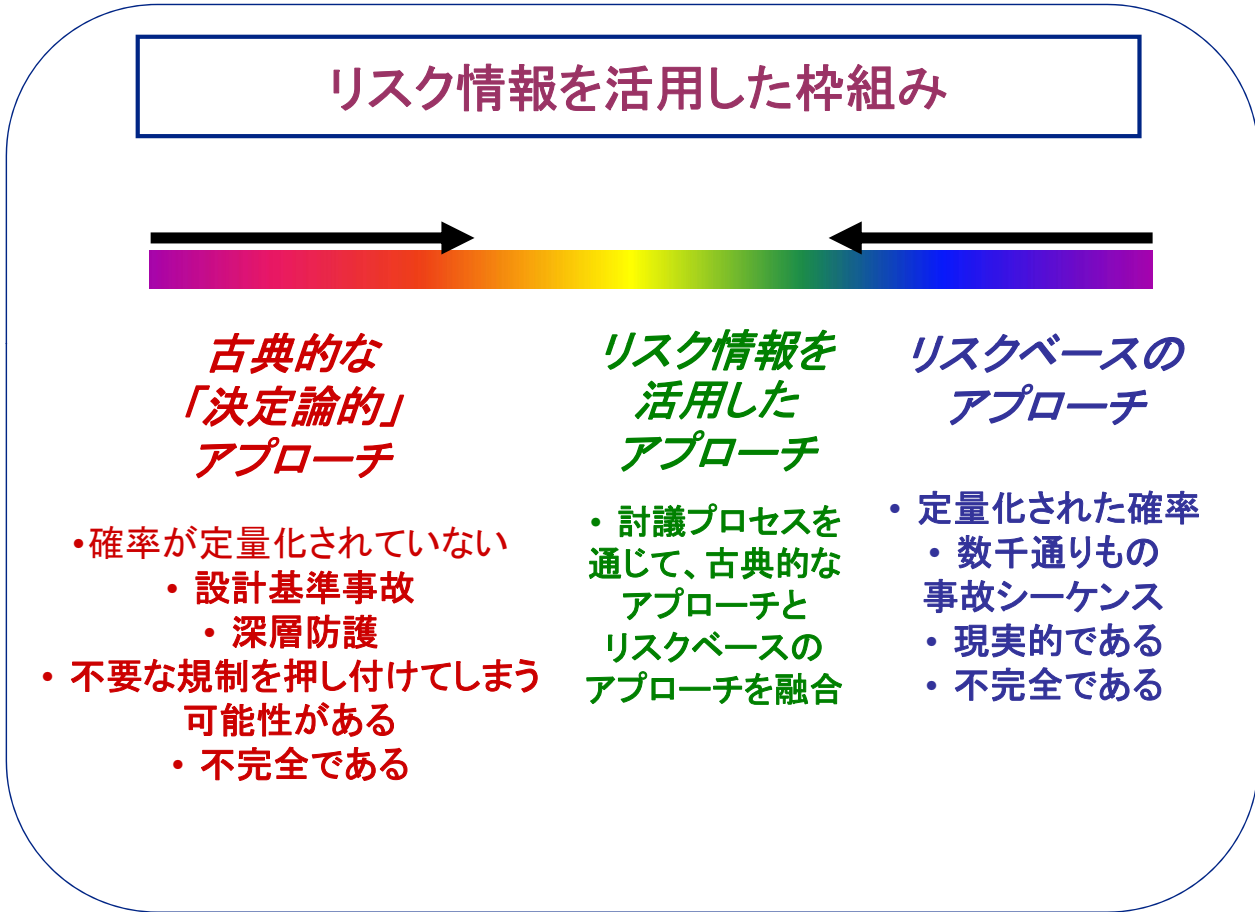 リスク情報を活用した枠組み
古典的な
「決定論的」
アプローチ
•確率が定量化されていない
• 設計基準事故
• 深層防護
• 不要な規制を押し付けてしまう
可能性がある
• 不完全である
リスク情報を
活用した
アプローチ
• 討議プロセスを
通じて、古典的な
アプローチと
リスクベースの
アプローチを融合
リスクベースの
アプローチ
• 定量化された確率
• 数千通りもの
事故シーケンス
• 現実的である
• 不完全である